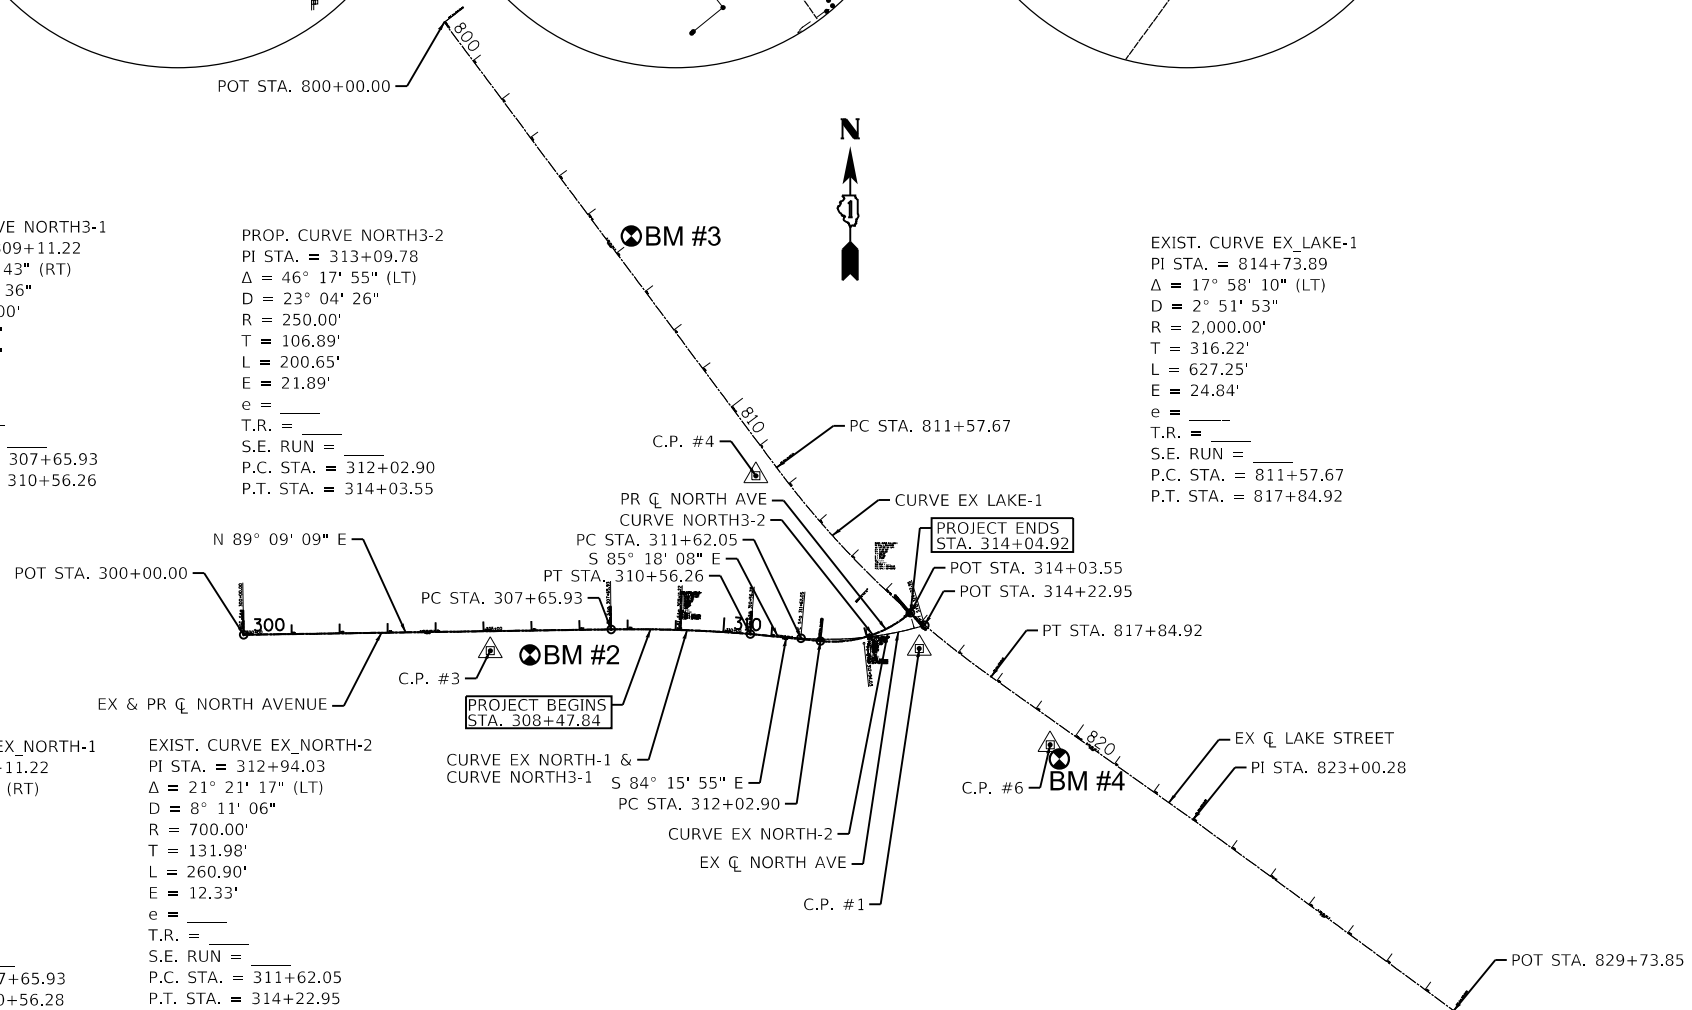 800
POT STA. 800+00.00
N
1
BM #3
VE NORTH3-1
09+11.22
43" (RT)
36"
00'
307+65.93
310+56.26
PROP. CURVE NORTH3-2
PI STA. = 313+09.78
Δ = 46° 17' 55" (LT)
D = 23° 04' 26"
R = 250.00'
T = 106.89'
L = 200.65'
E = 21.89'
e = ____
T.R. = ____
S.E. RUN = ____
P.C. STA. = 312+02.90
P.T. STA. = 314+03.55
EXIST. CURVE EX_LAKE-1
PI STA. = 814+73.89
Δ = 17° 58' 10" (LT)
D = 2° 51' 53"
R = 2,000.00'
T = 316.22'
L = 627.25'
E = 24.84'
e = ____
T.R. = ____
S.E. RUN = ____
P.C. STA. = 811+57.67
P.T. STA. = 817+84.92
810
PC STA. 811+57.67
C.P. #4
PR ℄ NORTH AVE
CURVE EX LAKE-1
CURVE NORTH3-2
PROJECT ENDS
STA. 314+04.92
PC STA. 311+62.05
N 89° 09' 09" E
S 85° 18' 08" E
POT STA. 314+03.55
POT STA. 300+00.00
PT STA. 310+56.26
POT STA. 314+22.95
PC STA. 307+65.93
300
310
PT STA. 817+84.92
BM #2
C.P. #3
EX & PR ℄ NORTH AVENUE
PROJECT BEGINS
STA. 308+47.84
820
EX ℄ LAKE STREET
PI STA. 823+00.28
C.P. #6
BM #4
CURVE EX NORTH-1 &
CURVE NORTH3-1
S 84° 15' 55" E
PC STA. 312+02.90
CURVE EX NORTH-2
EX ℄ NORTH AVE
C.P. #1
EX_NORTH-1
+11.22
(RT)
7+65.93
0+56.28
EXIST. CURVE EX_NORTH-2
PI STA. = 312+94.03
Δ = 21° 21' 17" (LT)
D = 8° 11' 06"
R = 700.00'
T = 131.98'
L = 260.90'
E = 12.33'
e = ____
T.R. = ____
S.E. RUN = ____
P.C. STA. = 311+62.05
P.T. STA. = 314+22.95
POT STA. 829+73.85